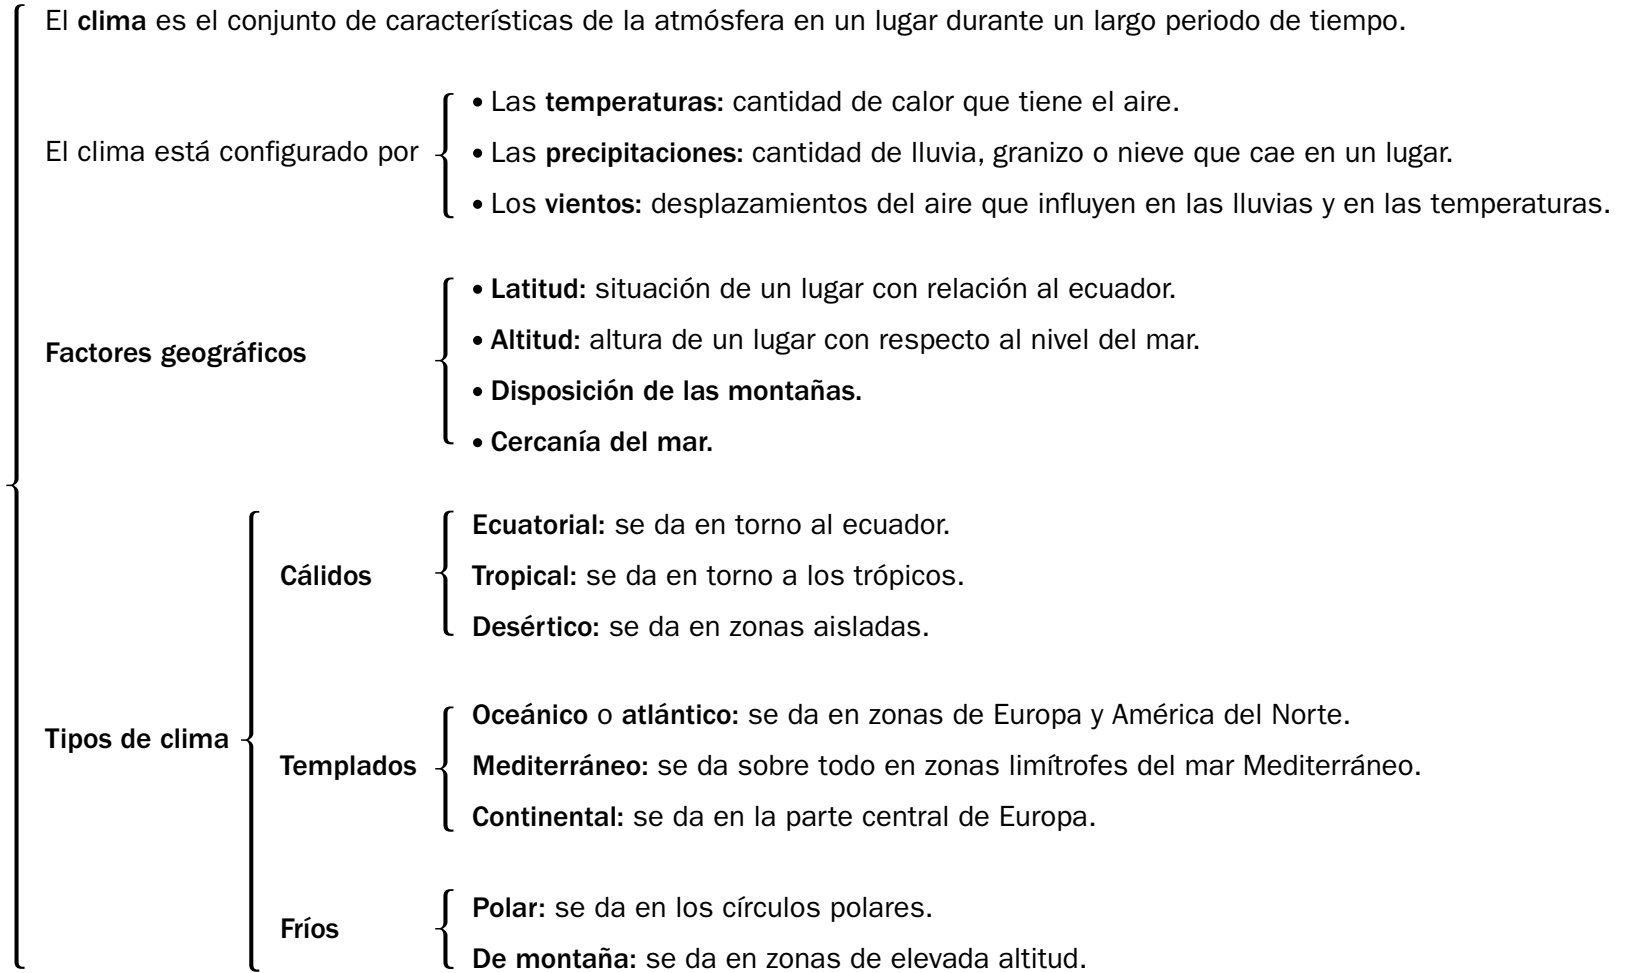 El clima es el conjunto de características de la atmósfera en un lugar durante un largo periodo de tiempo.
El clima está configurado por
• Las temperaturas: cantidad de calor que tiene el aire.
• Las precipitaciones: cantidad de lluvia, granizo o nieve que cae en un lugar.
• Los vientos: desplazamientos del aire que influyen en las lluvias y en las temperaturas.
Factores geográficos
• Latitud: situación de un lugar con relación al ecuador.
• Altitud: altura de un lugar con respecto al nivel del mar.
• Disposición de las montañas.
• Cercanía del mar.
Tipos de clima
Cálidos
Ecuatorial: se da en torno al ecuador.
Tropical: se da en torno a los trópicos.
Desértico: se da en zonas aisladas.
Templados
Oceánico o atlántico: se da en zonas de Europa y América del Norte.
Mediterráneo: se da sobre todo en zonas limítrofes del mar Mediterráneo.
Continental: se da en la parte central de Europa.
Fríos
Polar: se da en los círculos polares.
De montaña: se da en zonas de elevada altitud.